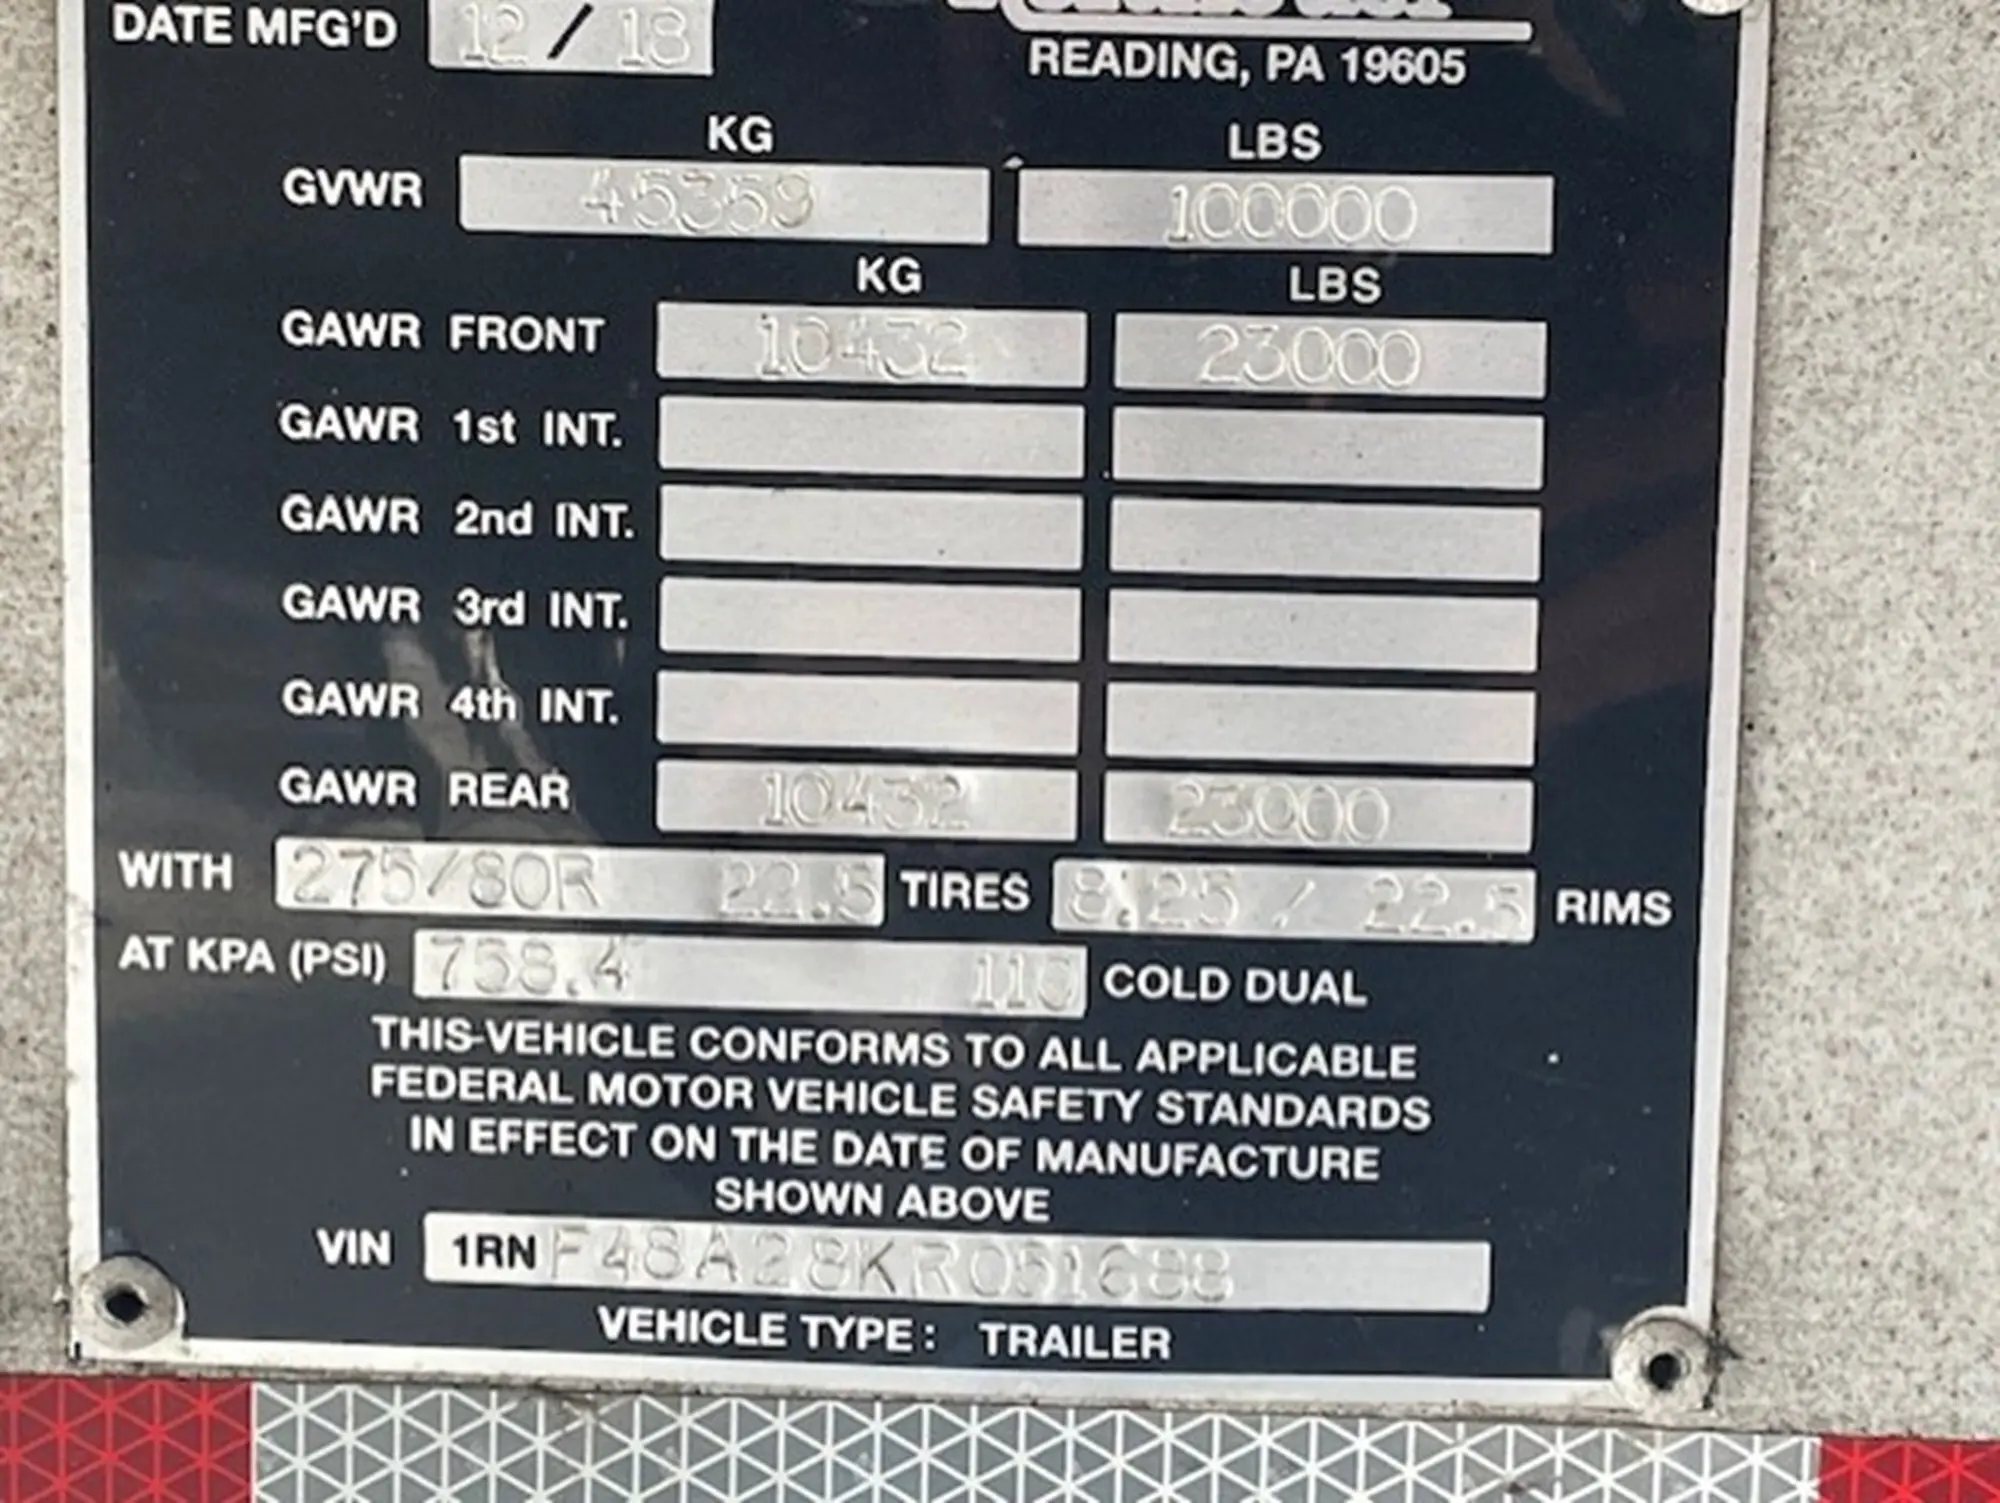 DATE MFG'D 12 / 18
READING, PA 19605
KG LBS
GVWR 45359 100000
KG LBS
GAWR FRONT 10432 23000
GAWR 1st INT.
GAWR 2nd INT.
GAWR 3rd INT.
GAWR 4th INT.
GAWR REAR 10432 23000
WITH 275/80R 22.5 TIRES 8.25 / 22.5 RIMS
AT KPA (PSI) 758.4 110 COLD DUAL
THIS VEHICLE CONFORMS TO ALL APPLICABLE
FEDERAL MOTOR VEHICLE SAFETY STANDARDS
IN EFFECT ON THE DATE OF MANUFACTURE
SHOWN ABOVE
VIN 1RNF48A28KR051688
VEHICLE TYPE: TRAILER